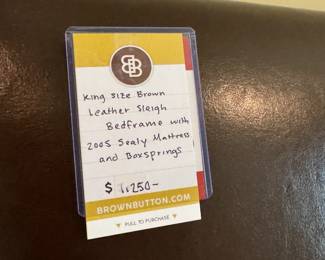 BB
King Size Brown
Leather Sleigh
Bedframe with
2005 Sealy Mattress
and Boxsprings
$ 1,250-
BROWNBUTTON.COM
PULL TO PURCHASE